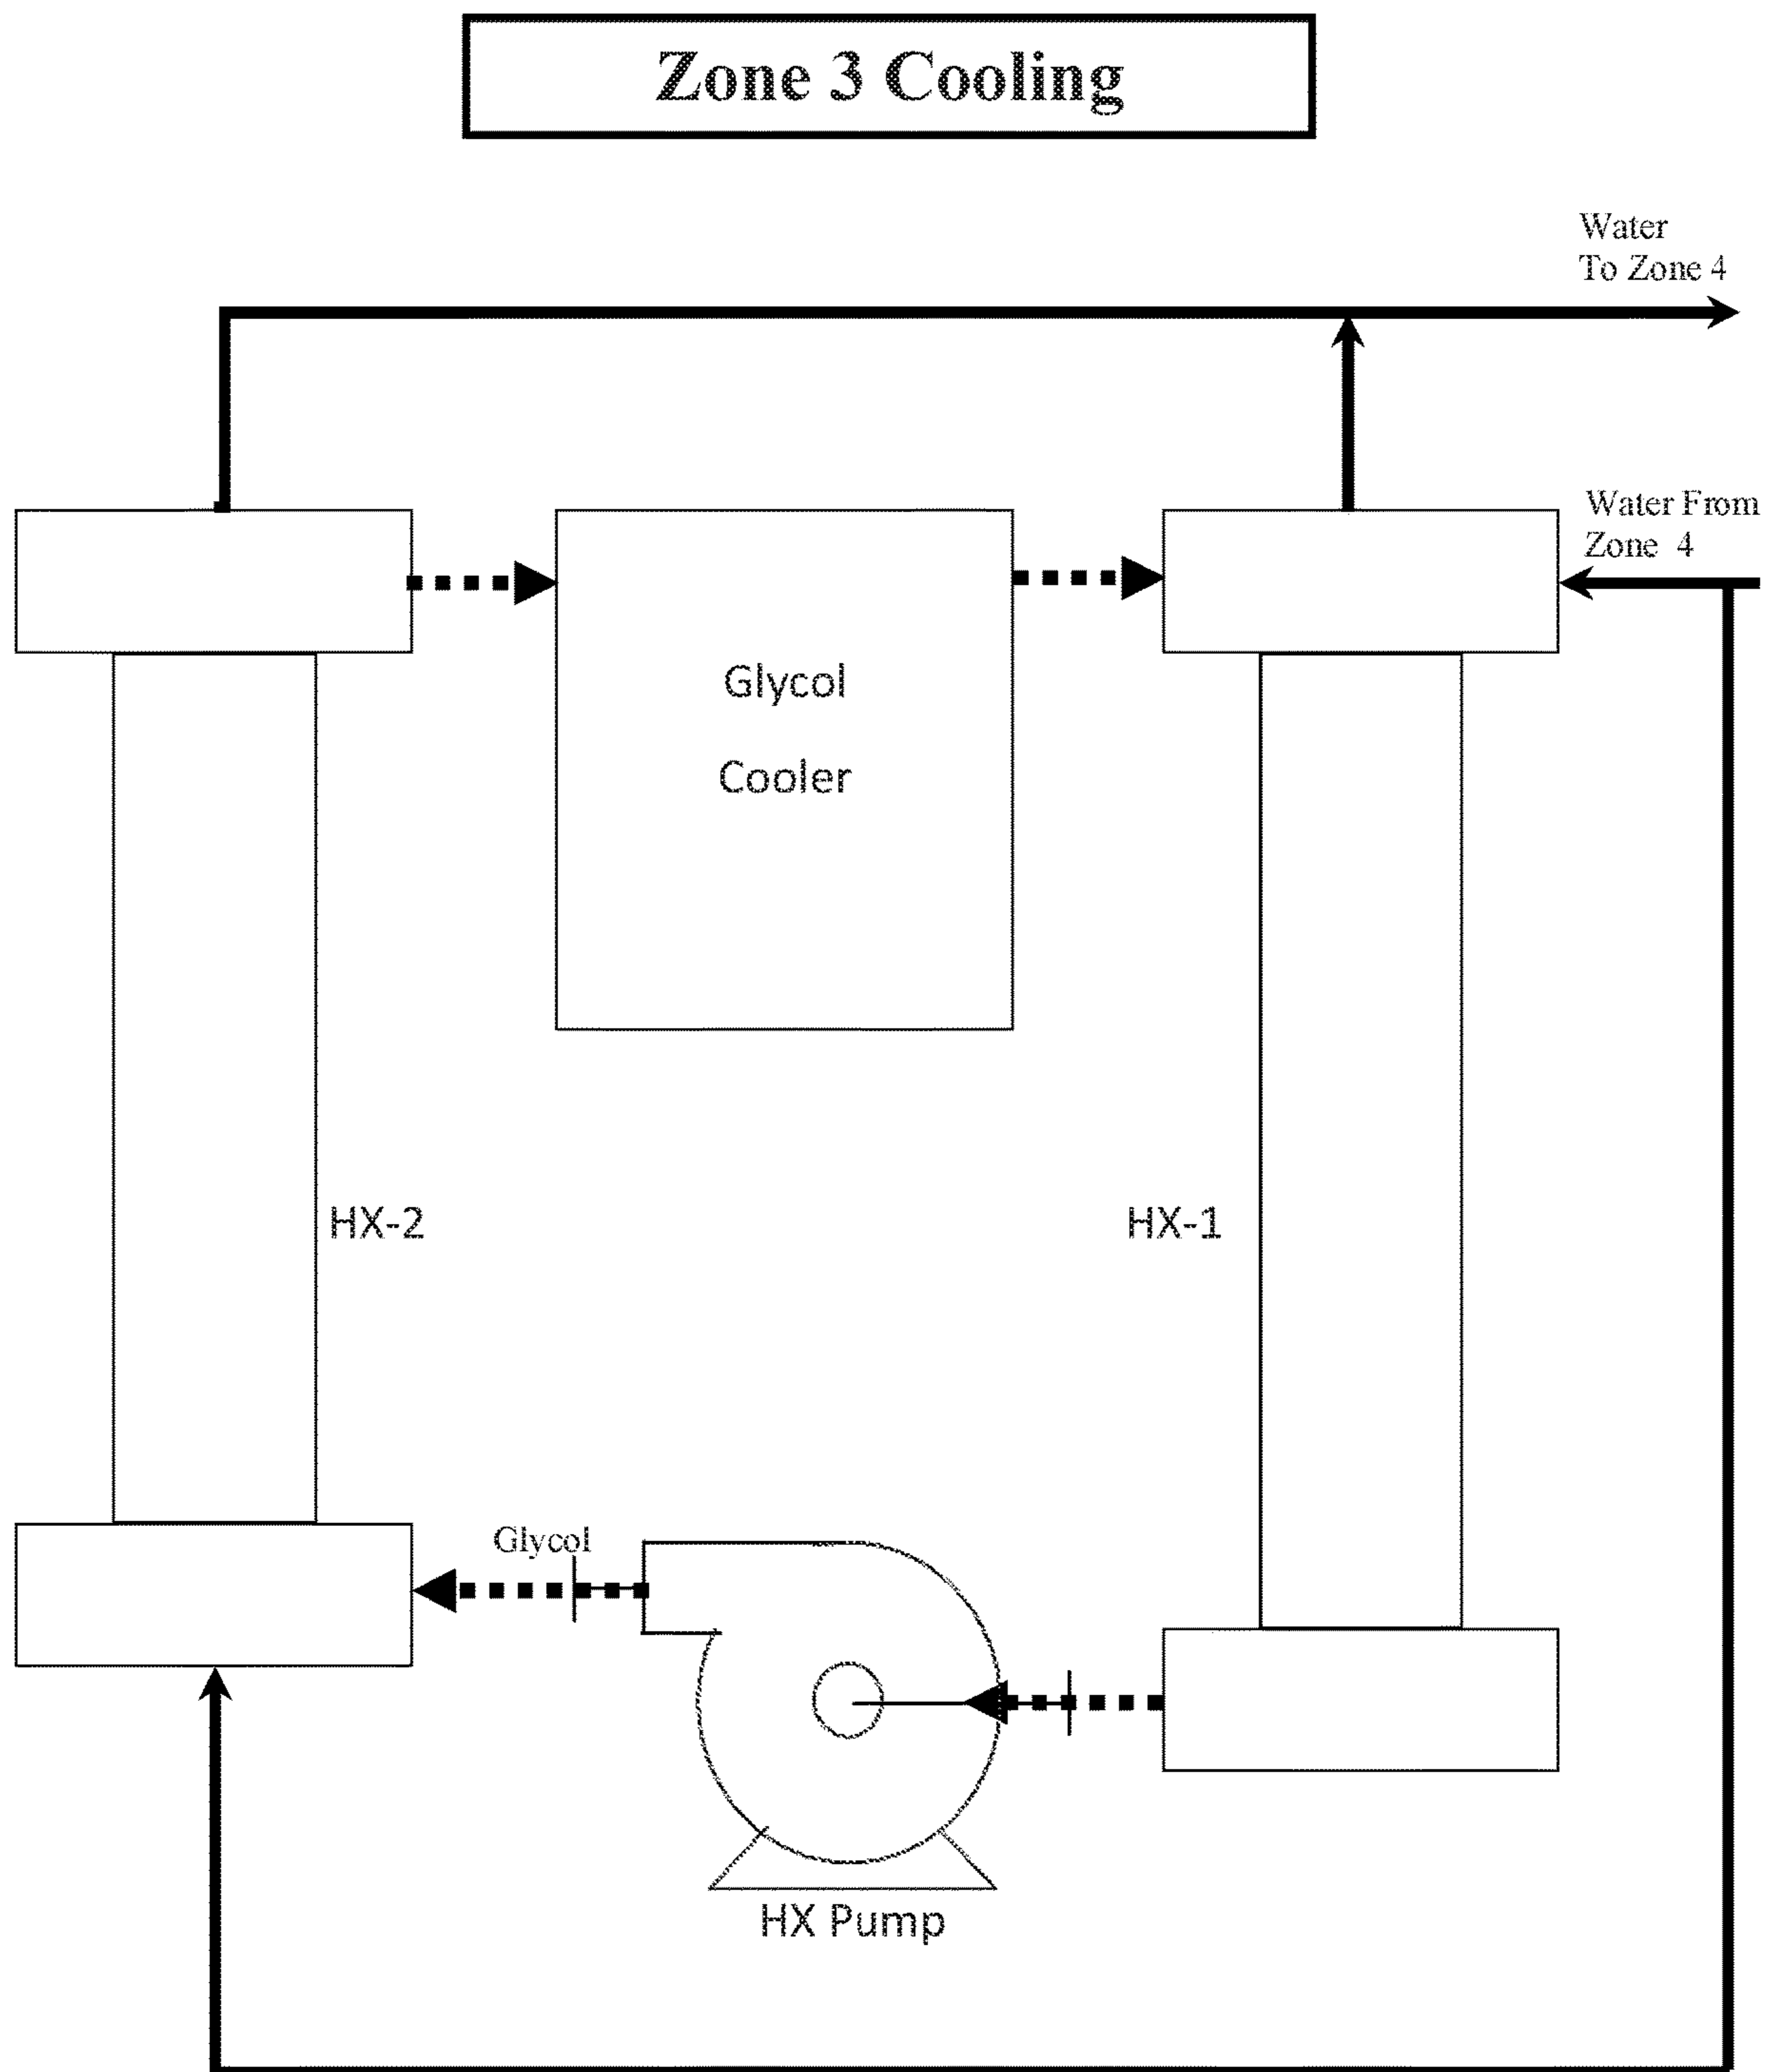 Zone 3 Cooling
Water
To Zone 4
Water From
Zone 4
Glycol
Cooler
HX-2
HX-1
Glycol
HX Pump